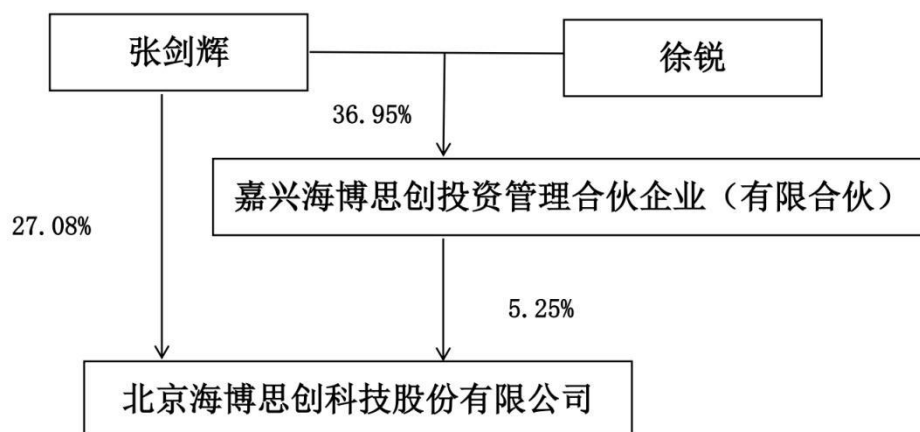 张剑辉
徐锐
36.95%
嘉兴海博思创投资管理合伙企业（有限合伙）
27.08%
5.25%
北京海博思创科技股份有限公司